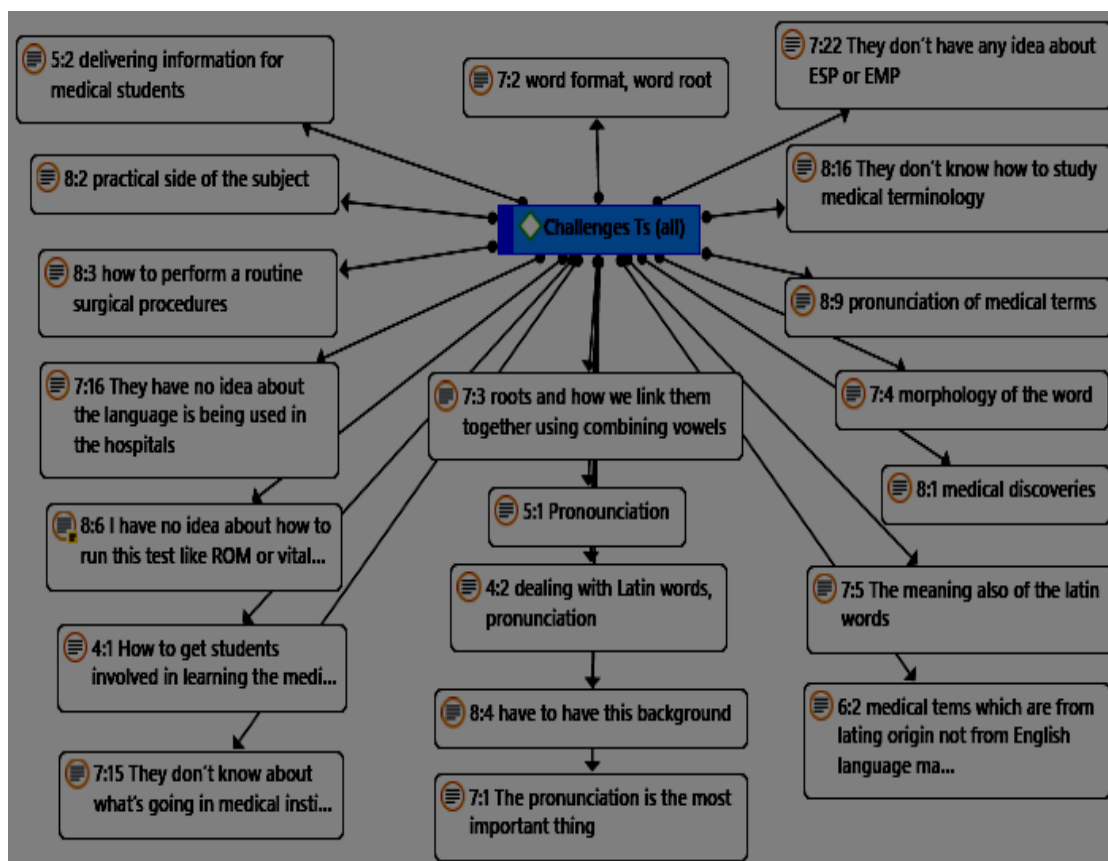 5:2 delivering information for
medical students
7:2 word format, word root
7:22 They don't have any idea about
ESP or EMP
8:2 practical side of the subject
8:16 They don't know how to study
medical terminology
Challenges Ts (all)
8:3 how to perform a routine
surgical procedures
8:9 pronunciation of medical terms
7:16 They have no idea about
the language is being used in
the hospitals
7:3 roots and how we link them
together using combining vowels
7:4 morphology of the word
8:1 medical discoveries
8:6 I have no idea about how to
run this test like ROM or vital...
5:1 Pronounciation
4:2 dealing with Latin words,
pronunciation
7:5 The meaning also of the latin
words
4:1 How to get students
involved in learning the medi...
8:4 have to have this background
6:2 medical tems which are from
lating origin not from English
language ma...
7:15 They don't know about
what's going in medical insti...
7:1 The pronunciation is the most
important thing